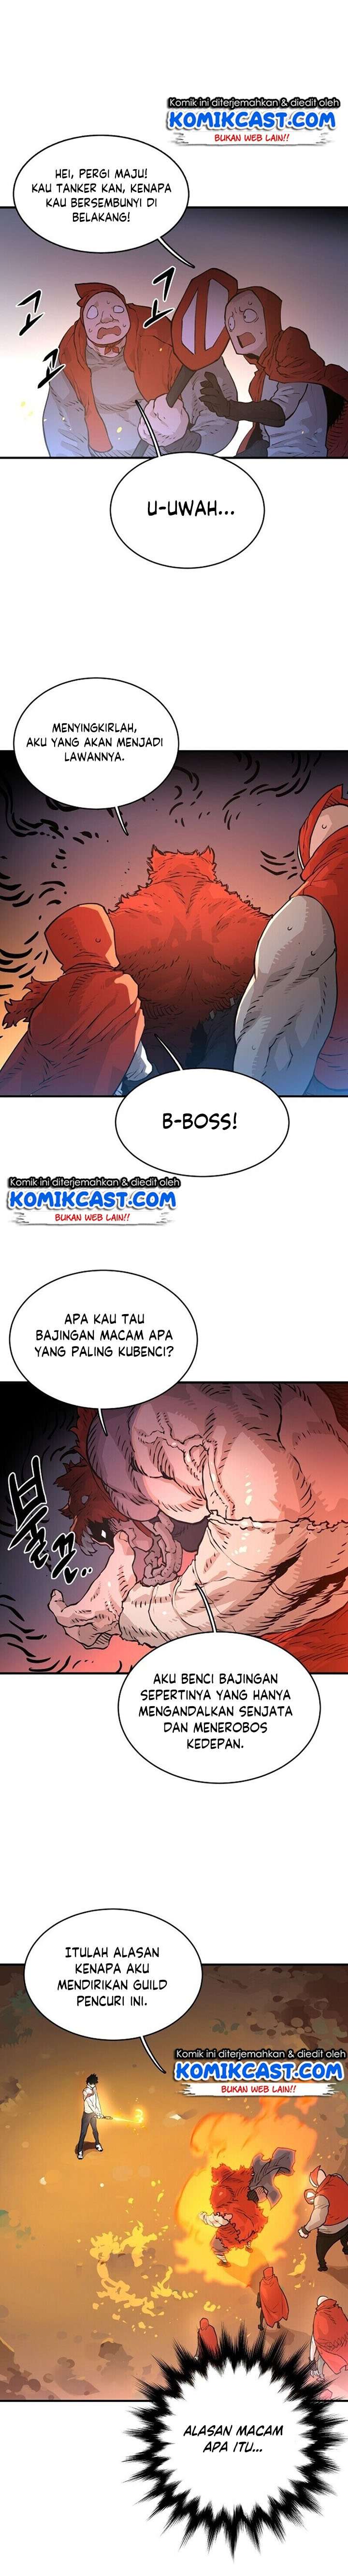 Komik ini diterjemahkan & diedit oleh
KOMIKCAST.COM
BUKAN WEB LAIN!!
HEI, PERGI MAJU!
KAU TANKER KAN, KENAPA
KAU BERSEMBUNYI DI
BELAKANG!
U-UWAH...
MENYINGKIRLAH,
AKU YANG AKAN MENJADI
LAWANNYA.
B-BOSS!
Komik ini diterjemahkan & diedit oleh
KOMIKCAST.COM
BUKAN WEB LAIN!!
APA KAU TAU
BAJINGAN MACAM APA
YANG PALING KUBENCI?
AKU BENCI BAJINGAN
SEPERTINYA YANG HANYA
MENGANDALKAN SENJATA
DAN MENEROBOS
KEDEPAN.
ITULAH ALASAN
KENAPA AKU
MENDIRIKAN GUILD
PENCURI INI.
Komik ini diterjemahkan & diedit oleh
KOMIKCAST.COM
BUKAN WEB LAIN!!
ALASAN MACAM
APA ITU...